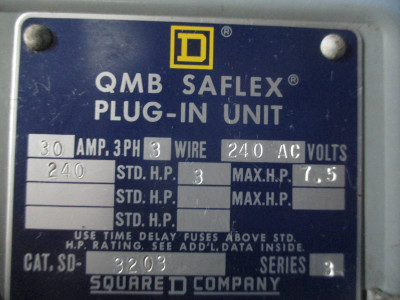 D®
QMB SAFLEX®
PLUG-IN UNIT
30 AMP. 3PH 3 WIRE 240 AC VOLTS
240 STD. H.P. 3 MAX.H.P. 7.5
STD. H.P. MAX.H.P.
STD. H.P.
USE TIME DELAY FUSES ABOVE STD.
H.P. RATING. SEE ADD'L. DATA INSIDE.
CAT. SD- 3203 SERIES
SQUARE D COMPANY